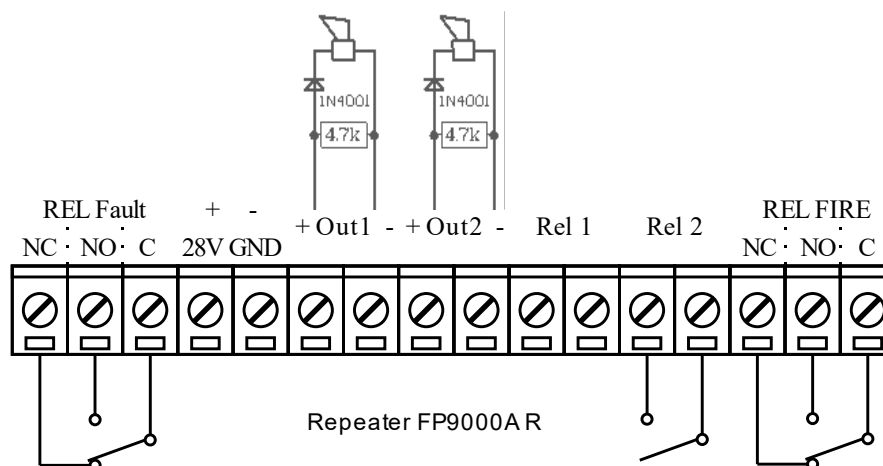 1N4001 1N4001
4.7k 4.7k
REL Fault + - + Out1 - + Out2 - Rel 1 Rel 2 REL FIRE
NC NO C 28V GND NC NO C
Repeater FP9000A R